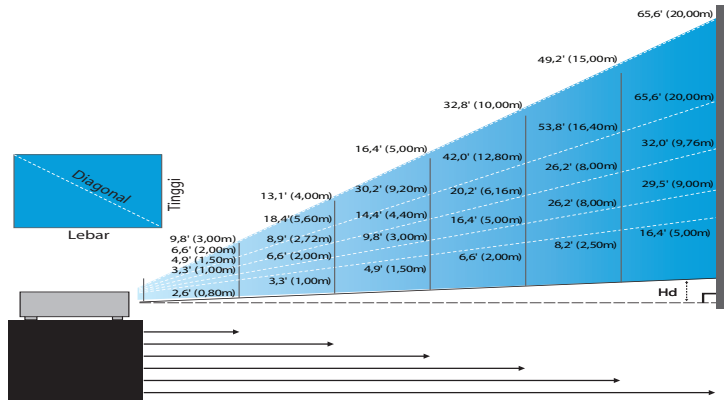 65,6' (20,00m)
49,2' (15,00m)
32,8' (10,00m)
16,4' (5,00m)
13,1' (4,00m)
9,8' (3,00m)
6,6' (2,00m)
4,9' (1,50m)
3,3' (1,00m)
2,6' (0,80m)
18,4'(5,60m)
8,9' (2,72m)
6,6' (2,00m)
3,3' (1,00m)
30,2' (9,20m)
14,4' (4,40m)
9,8' (3,00m)
4,9' (1,50m)
42,0' (12,80m)
20,2' (6,16m)
16,4' (5,00m)
6,6' (2,00m)
53,8' (16,40m)
26,2' (8,00m)
26,2' (8,00m)
8,2' (2,50m)
65,6' (20,00m)
32,0' (9,76m)
29,5' (9,00m)
16,4' (5,00m)
Diagonal
Tinggi
Lebar
Hd